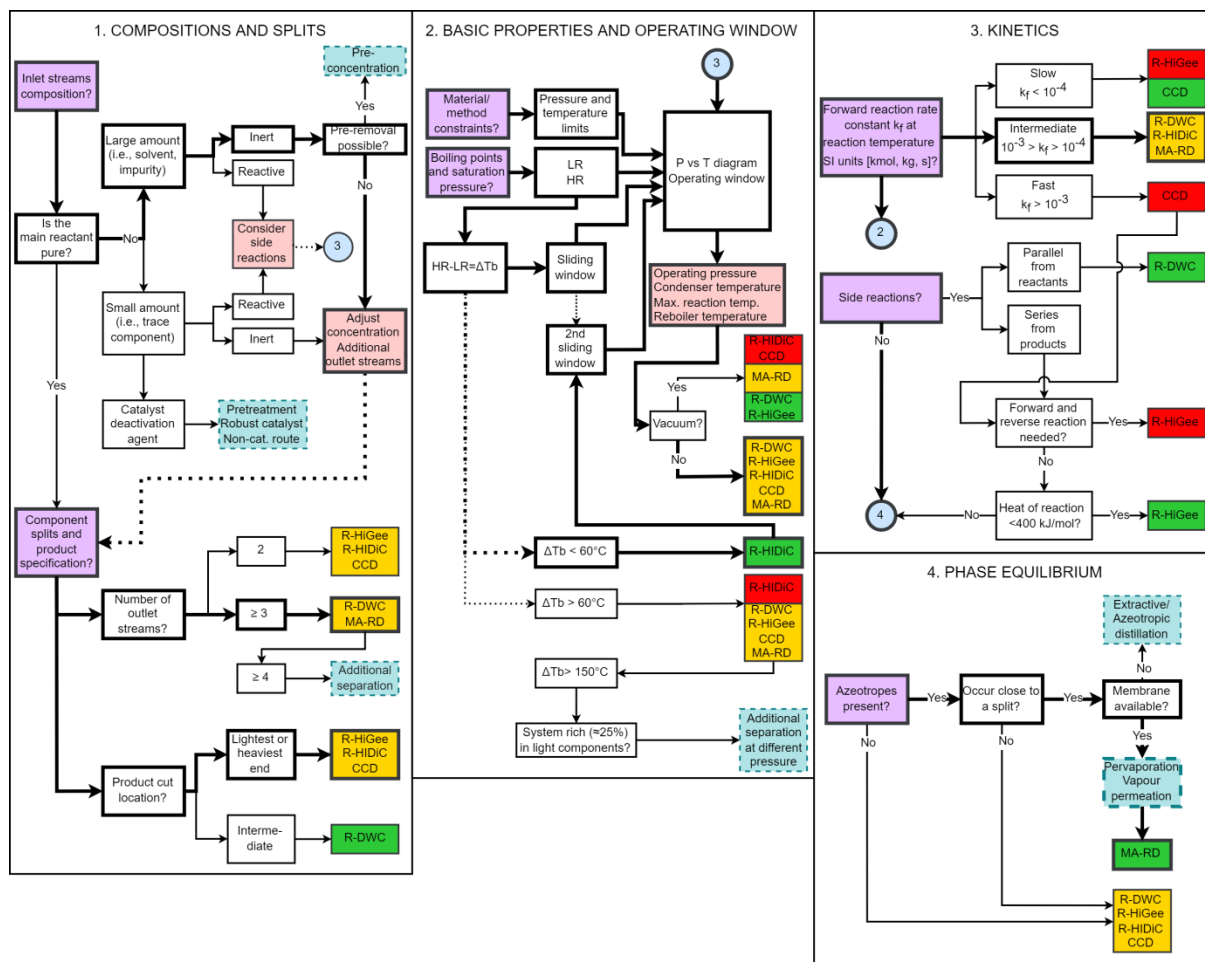 1. COMPOSITIONS AND SPLITS
Pre-
concentration
Inlet streams
composition?
Yes
Large amount
(i.e., solvent,
impurity)
Inert
Pre-removal
possible?
Reactive
No
Is the
main reactant
pure?
No
Consider
side
reactions
3
Small amount
(i.e., trace
component)
Reactive
Inert
Adjust
concentration
Additional
outlet streams
Yes
Catalyst
deactivation
agent
Pretreatment
Robust catalyst
Non-cat. route
Component
splits and
product
specification?
2
R-HiGee
R-HIDiC
CCD
Number of
outlet
streams?
≥ 3
R-DWC
MA-RD
≥ 4
Additional
separation
Product cut
location?
Lightest or
heaviest
end
R-HiGee
R-HIDiC
CCD
Interme-
diate
R-DWC
2. BASIC PROPERTIES AND OPERATING WINDOW
3
Material/
method
constraints?
Pressure and
temperature
limits
Boiling points
and saturation
pressure?
LR
HR
P vs T diagram
Operating window
HR-LR=ΔTb
Sliding
window
2nd
sliding
window
Operating pressure
Condenser temperature
Max. reaction temp.
Reboiler temperature
R-HIDiC
CCD
Yes
MA-RD
R-DWC
R-HiGee
Vacuum?
No
R-DWC
R-HiGee
R-HIDiC
CCD
MA-RD
ΔTb < 60°C
R-HIDiC
ΔTb > 60°C
R-HIDiC
R-DWC
R-HiGee
CCD
MA-RD
ΔTb> 150°C
System rich (≈25%)
in light components?
Additional
separation
at different
pressure
3. KINETICS
Forward reaction rate
constant kf at
reaction temperature
SI units [kmol, kg, s]?
Slow
kf < 10⁻⁴
R-HiGee
CCD
Intermediate
10⁻³ > kf > 10⁻⁴
R-DWC
R-HIDiC
MA-RD
Fast
kf > 10⁻³
CCD
2
Side reactions?
Yes
Parallel
from
reactants
R-DWC
Series
from
products
No
Forward and
reverse reaction
needed?
Yes
R-HiGee
No
Heat of reaction
<400 kJ/mol?
Yes
R-HiGee
No
4
4. PHASE EQUILIBRIUM
Extractive/
Azeotropic
distillation
No
Azeotropes
present?
Yes
Occur close to
a split?
Yes
Membrane
available?
No
No
Yes
Pervaporation
Vapour
permeation
MA-RD
R-DWC
R-HiGee
R-HIDiC
CCD